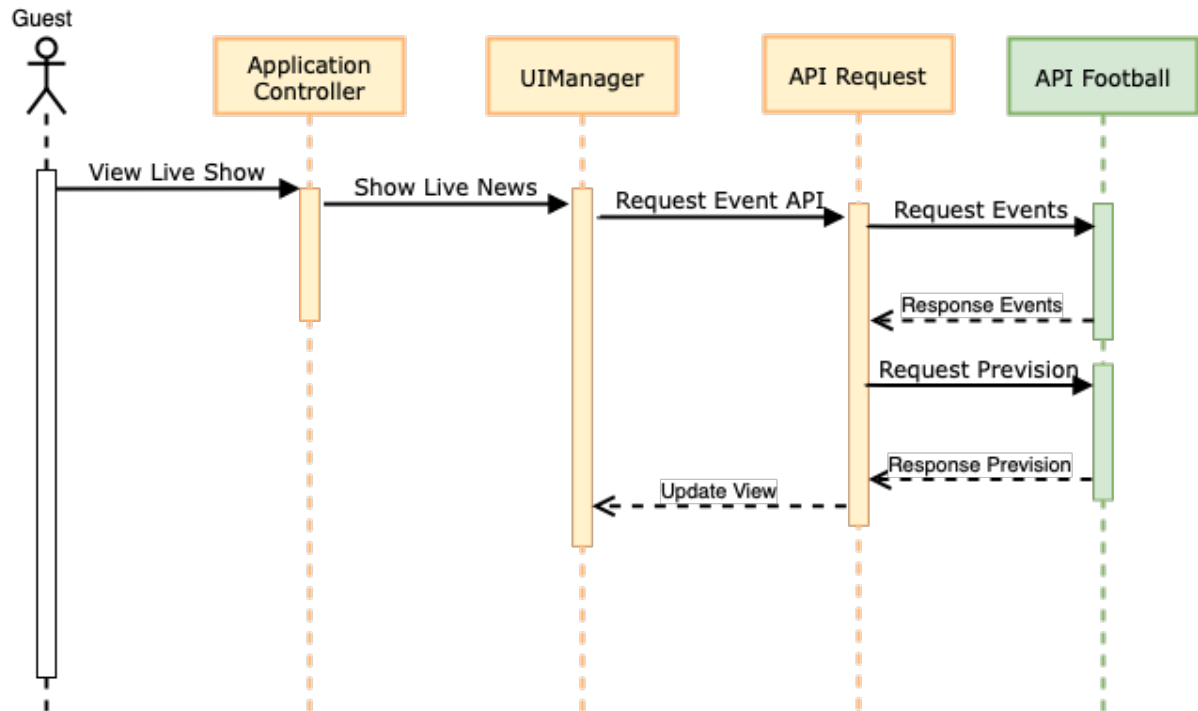 Guest
Application
Controller
UIManager
API Request
API Football
View Live Show
Show Live News
Request Event API
Request Events
Response Events
Request Prevision
Response Prevision
Update View